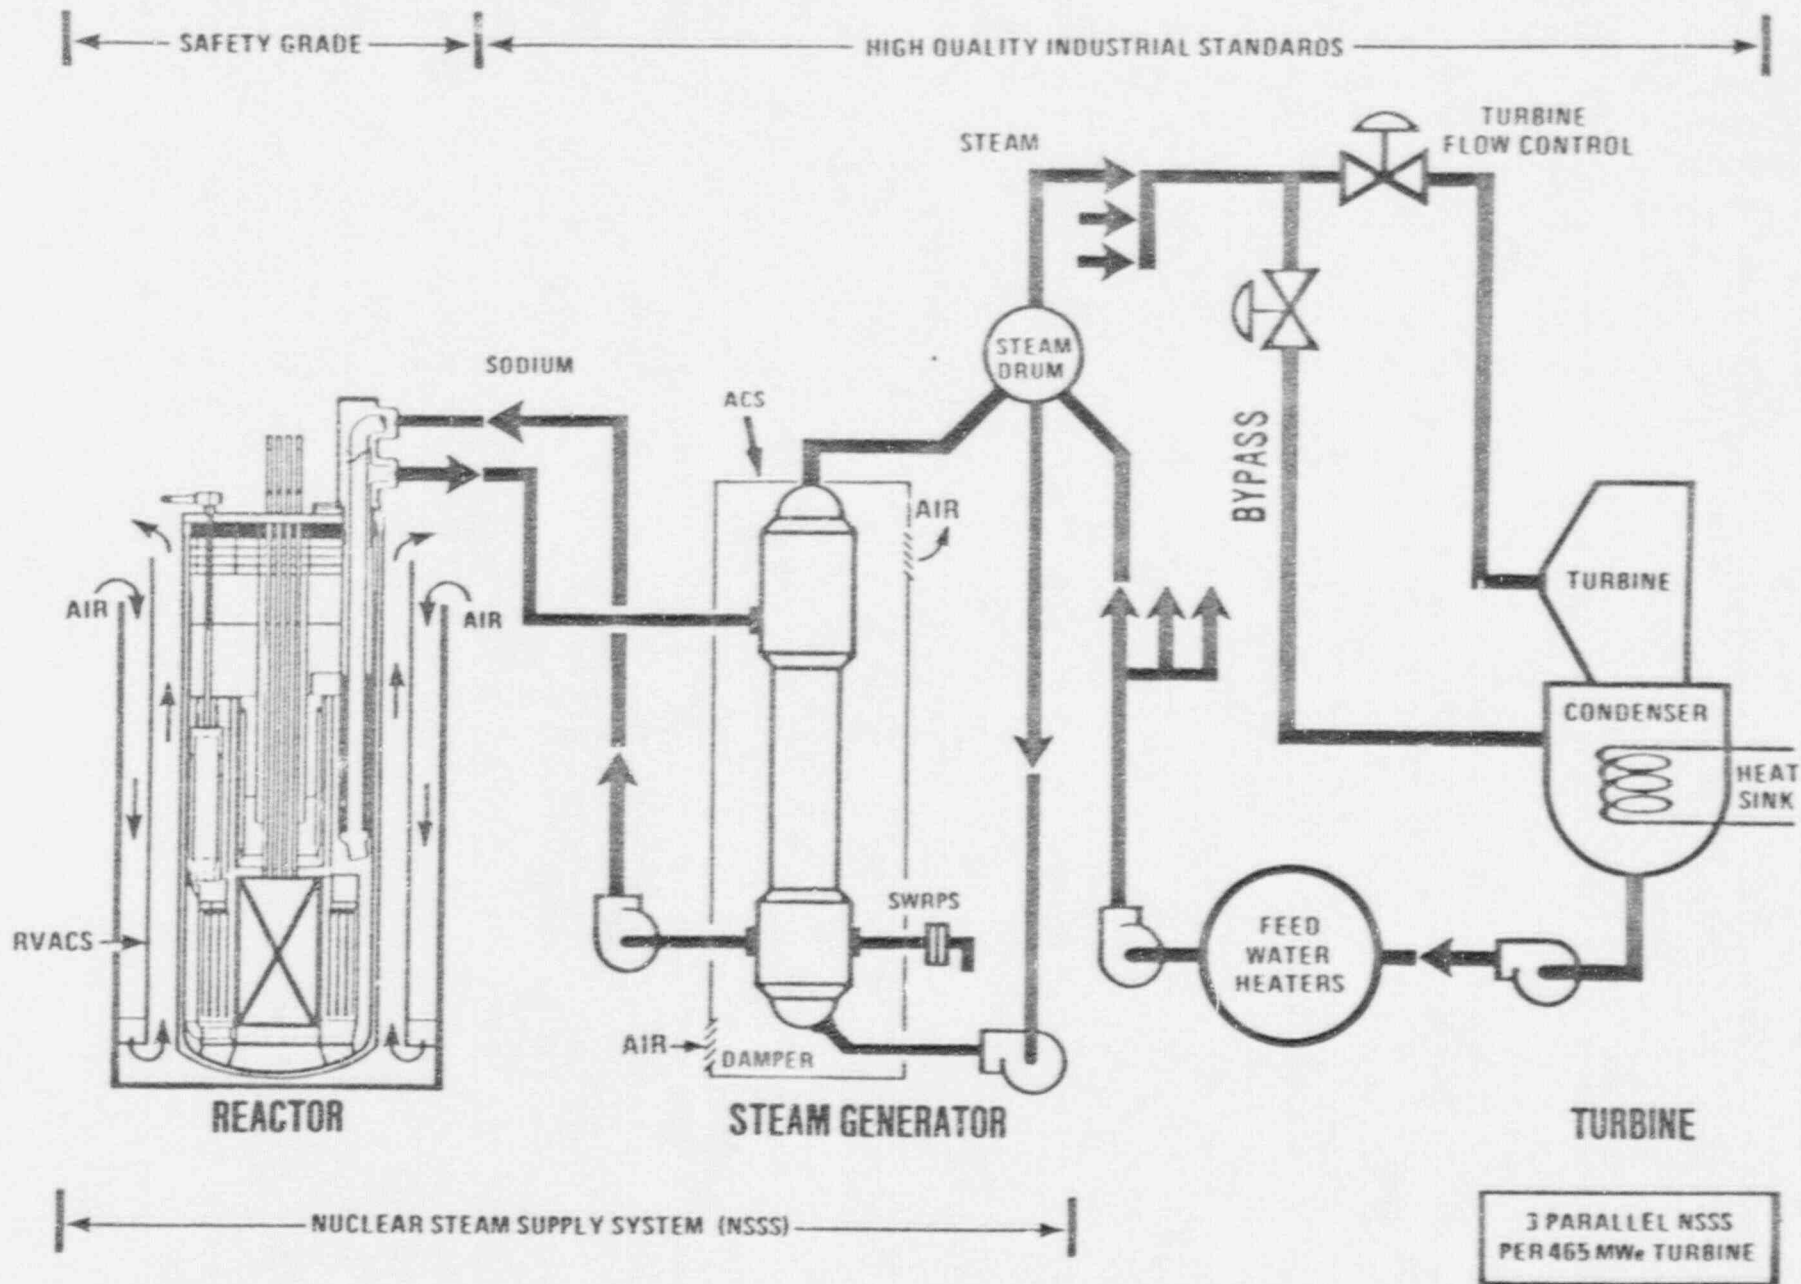 SAFETY GRADE
HIGH QUALITY INDUSTRIAL STANDARDS
TURBINE
FLOW CONTROL
STEAM
STEAM
DRUM
SODIUM
ACS
BYPASS
AIR
AIR
AIR
TURBINE
CONDENSER
HEAT
SINK
SWRPS
RVACS
FEED
WATER
HEATERS
AIR
DAMPER
REACTOR
STEAM GENERATOR
TURBINE
NUCLEAR STEAM SUPPLY SYSTEM (NSSS)
3 PARALLEL NSSS
PER 465 MWe TURBINE